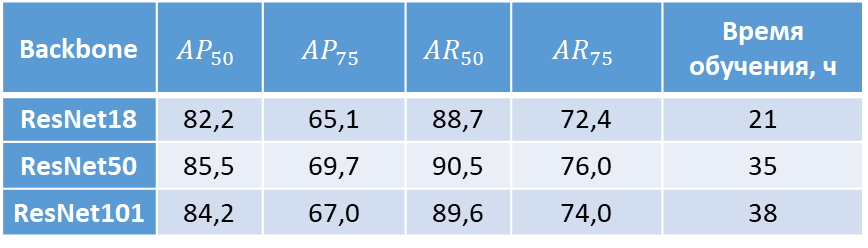 Backbone AP50 AP75 AR50 AR75 Время
обучения, ч
ResNet18 82,2 65,1 88,7 72,4 21
ResNet50 85,5 69,7 90,5 76,0 35
ResNet101 84,2 67,0 89,6 74,0 38